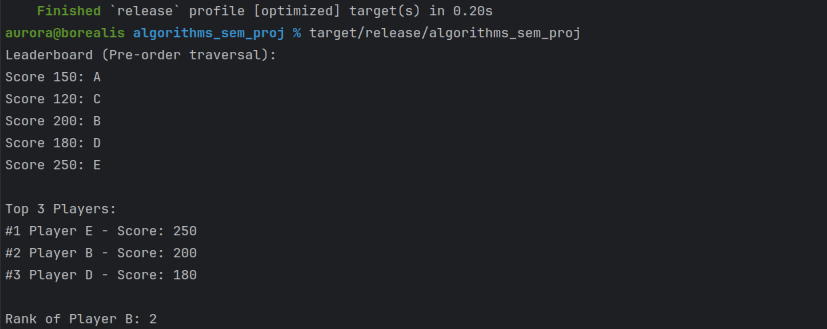 Finished `release` profile [optimized] target(s) in 0.20s
aurora@borealis algorithms_sem_proj % target/release/algorithms_sem_proj
Leaderboard (Pre-order traversal):
Score 150: A
Score 120: C
Score 200: B
Score 180: D
Score 250: E
Top 3 Players:
#1 Player E - Score: 250
#2 Player B - Score: 200
#3 Player D - Score: 180
Rank of Player B: 2